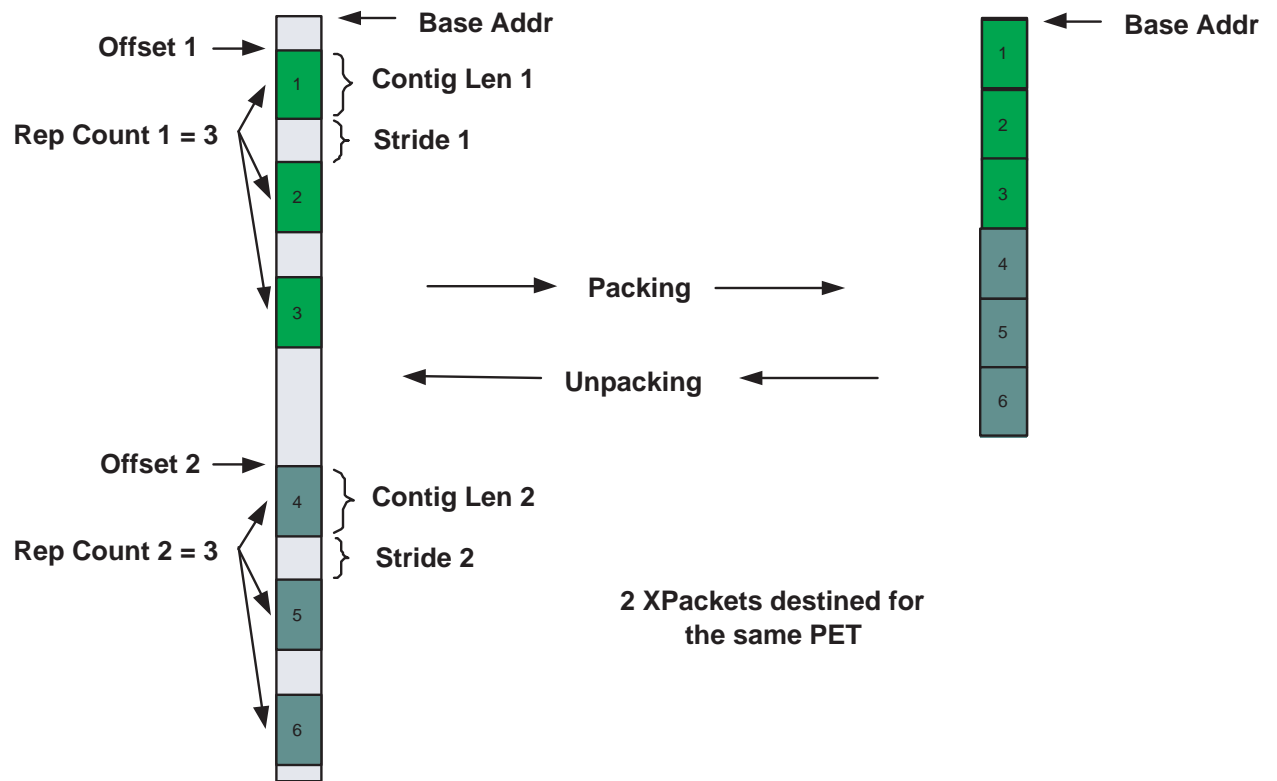 Base Addr
Base Addr
Offset 1
1
Contig Len 1
1
Rep Count 1 = 3
Stride 1
2
2
3
3
4
Packing
5
Unpacking
6
Offset 2
4
Contig Len 2
Rep Count 2 = 3
Stride 2
5
2 XPackets destined for
the same PET
6